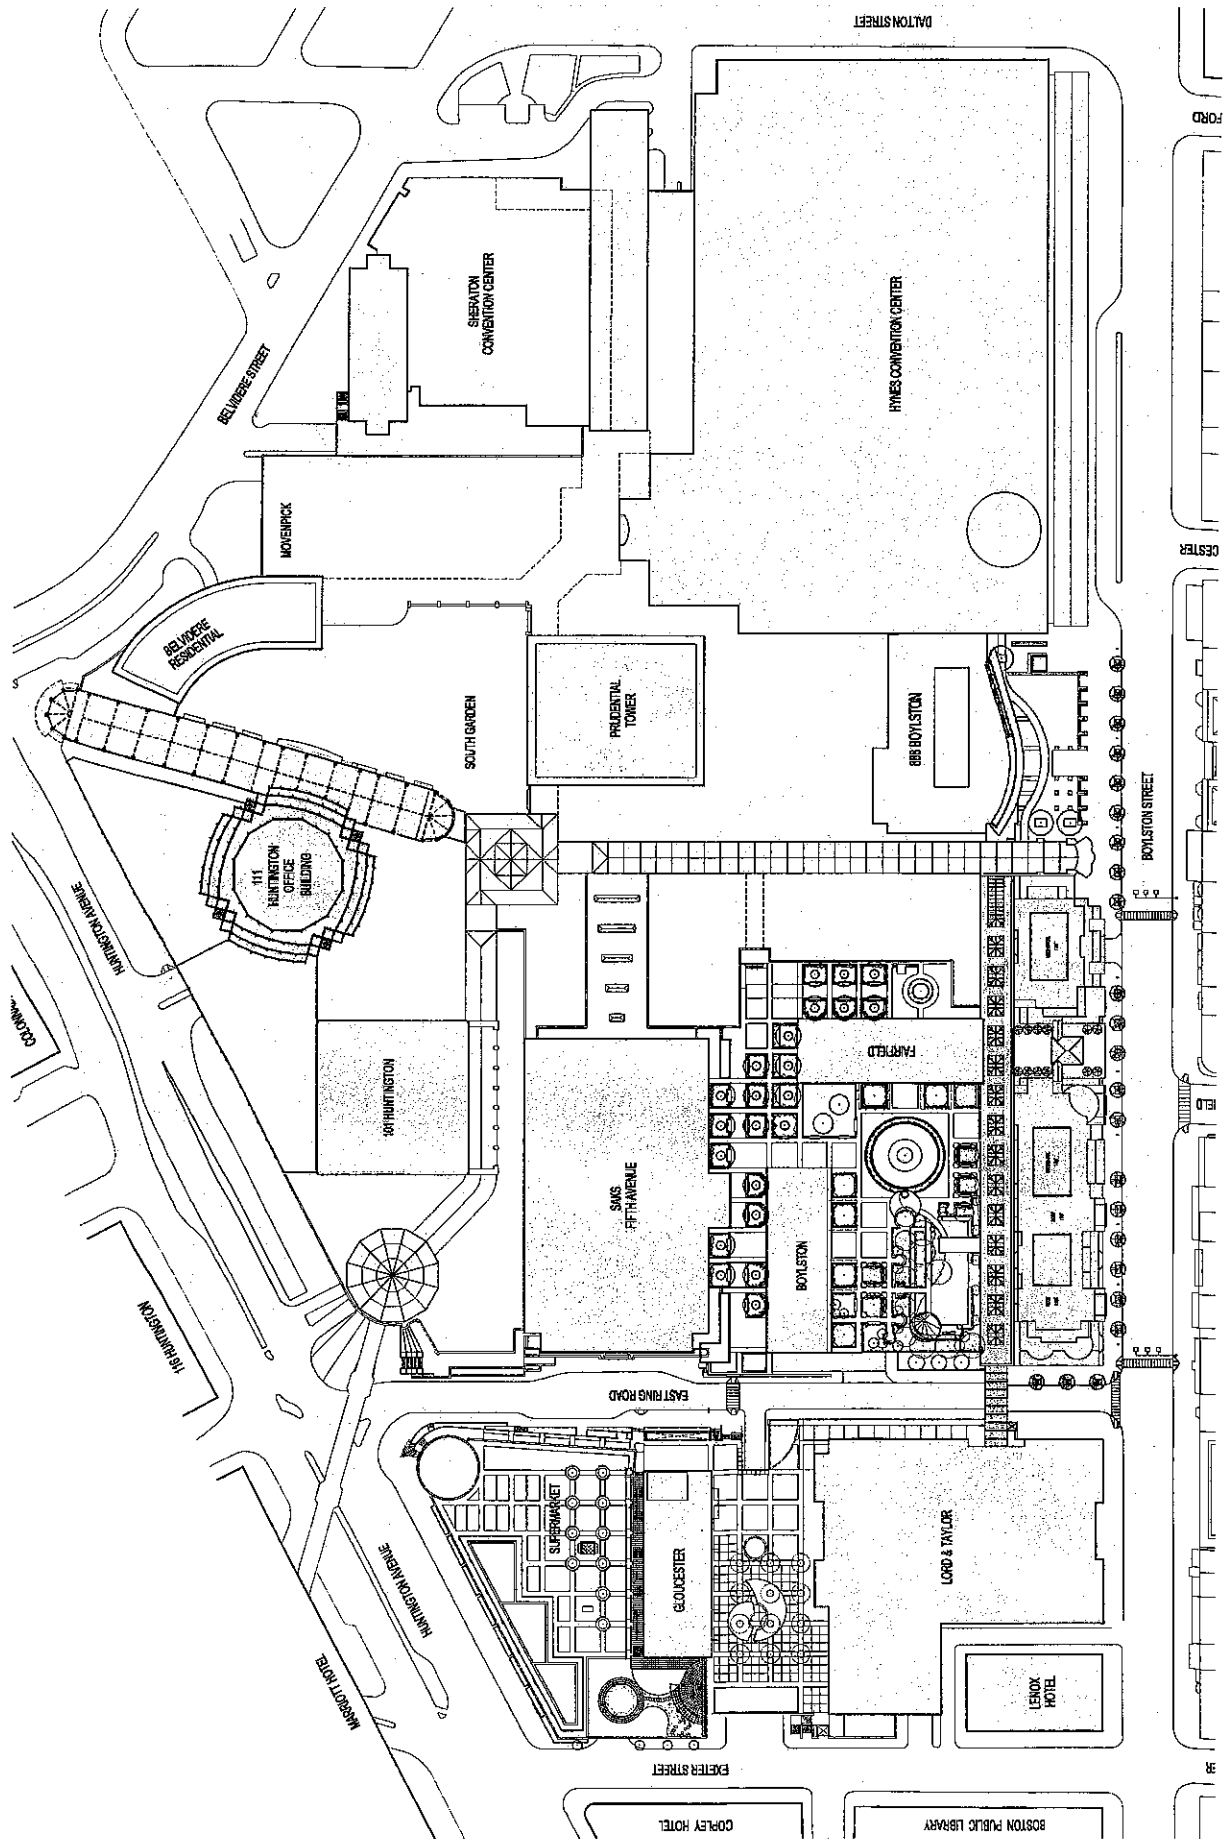 DALTON STREET
FORD
HYNES CONVENTION CENTER
SHERATON
CONVENTION CENTER
BELVIDERE STREET
MOVENPICK
CESTER
BELVIDERE
RESIDENTIAL
SOUTH GARDEN
PRUDENTIAL
TOWER
888 BOYLSTON
BOYLSTON STREET
S
111
HUNTINGTON
OFFICE
BUILDING
HUNTINGTON AVENUE
COLONN
101 HUNTINGTON
FAIRFIELD
IELD
SAKS
FIFTH AVENUE
BOYLSTON
116 HUNTINGTON
EAST RING ROAD
SUPERMARKET
GLOUCESTER
LORD & TAYLOR
HUNTINGTON AVENUE
MARRIOTT HOTEL
LENOX
HOTEL
EXETER STREET
ER
COPLEY HOTEL
BOSTON PUBLIC LIBRARY